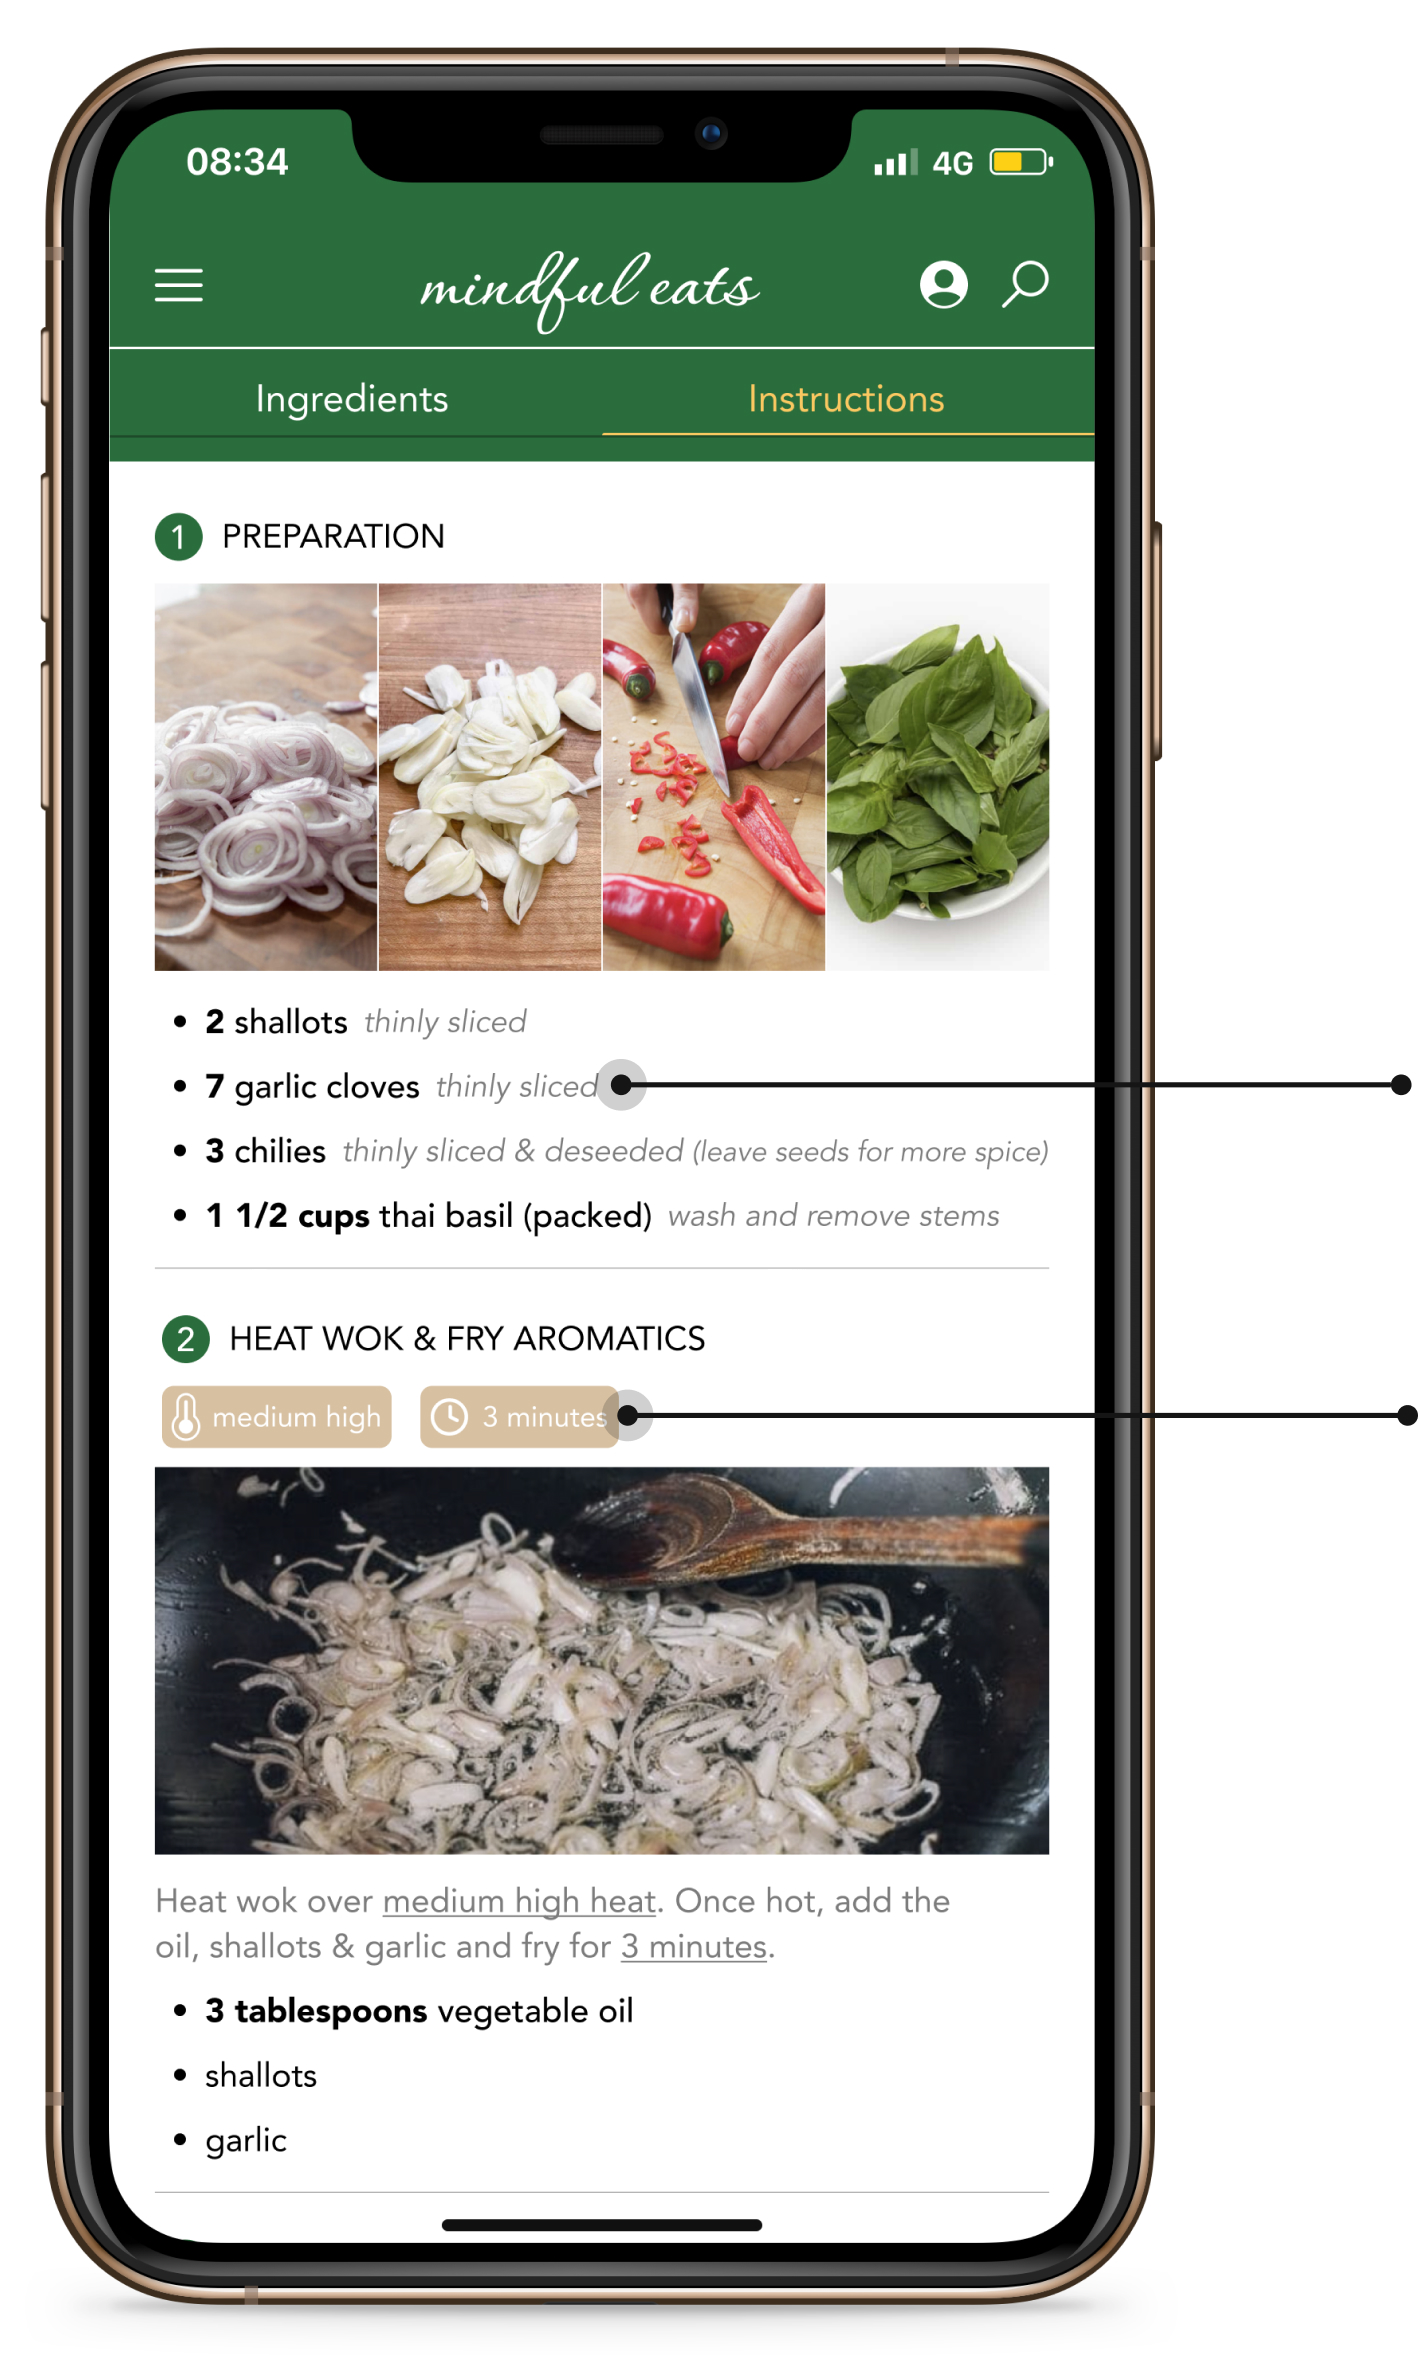 08:34
4G
mindful eats
Ingredients
Instructions
1 PREPARATION
• 2 shallots thinly sliced
• 7 garlic cloves thinly sliced
• 3 chilies thinly sliced & deseeded (leave seeds for more spice)
• 1 1/2 cups thai basil (packed) wash and remove stems
2 HEAT WOK & FRY AROMATICS
medium high
3 minutes
Heat wok over medium high heat. Once hot, add the
oil, shallots & garlic and fry for 3 minutes.
• 3 tablespoons vegetable oil
• shallots
• garlic